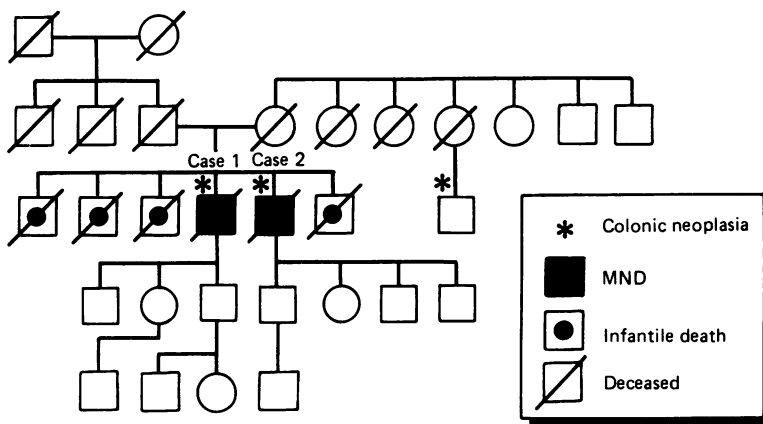 Case 1 Case 2
* *
*
* Colonic neoplasia
MND
Infantile death
Deceased